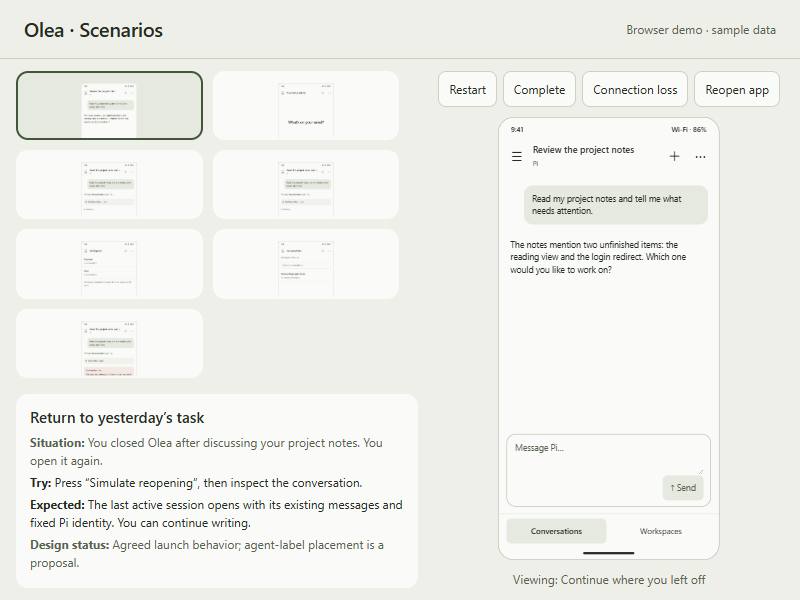 Olea · Scenarios
Browser demo · sample data
What's on your mind?
Return to yesterday's task
Situation: You closed Olea after discussing your project notes. You
open it again.
Try: Press “Simulate reopening”, then inspect the conversation.
Expected: The last active session opens with its existing messages and
fixed Pi identity. You can continue writing.
Design status: Agreed launch behavior; agent-label placement is a
proposal.
Restart
Complete
Connection loss
Reopen app
9:41
Wi-Fi · 86%
Review the project notes
Pi
Read my project notes and tell me what
needs attention.
The notes mention two unfinished items: the
reading view and the login redirect. Which one
would you like to work on?
Message Pi...
↑ Send
Conversations
Workspaces
Viewing: Continue where you left off